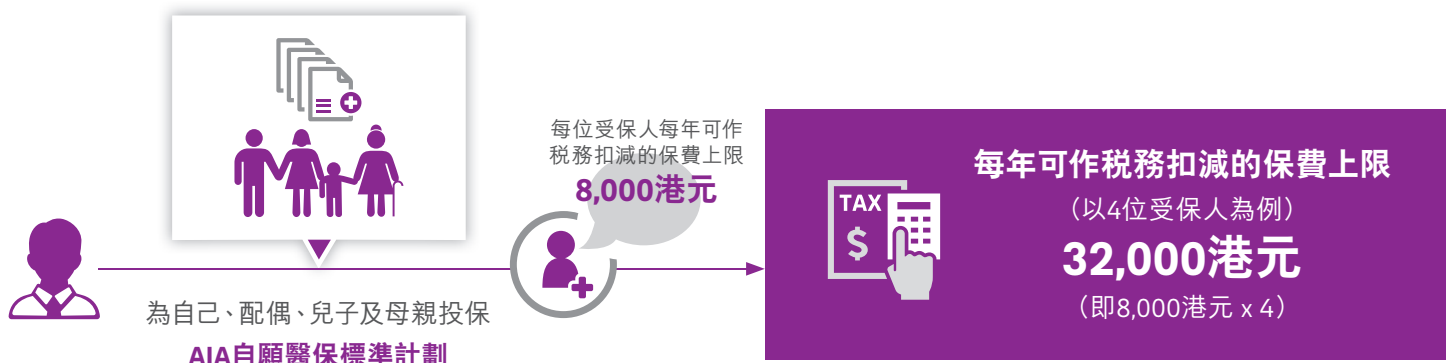 每位受保人每年可作
税務扣減的保費上限
8,000港元
為自己、配偶、兒子及母親投保
AIA自願醫保標準計劃
TAX
$
每年可作税務扣減的保費上限
（以4位受保人為例）
32,000港元
（即8,000港元 x 4）